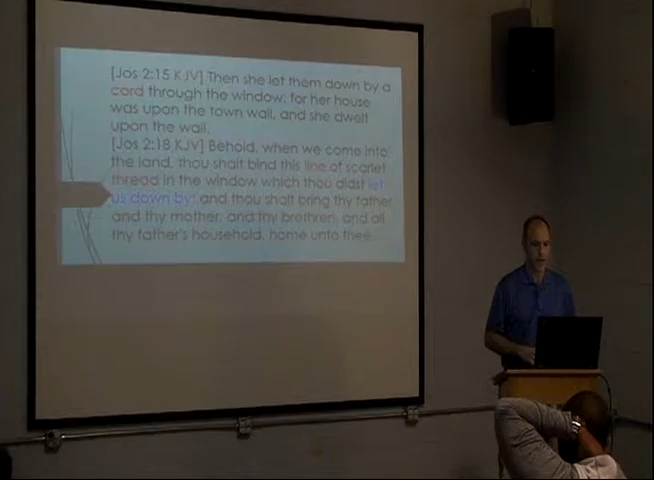 [Jos 2:15 KJV] Then she let them down by a
cord through the window: for her house
was upon the town wall, and she dwelt
upon the wall.
[Jos 2:18 KJV] Behold, when we come into
the land, thou shalt bind this line of scarlet
thread in the window which thou didst let
us down by: and thou shalt bring thy father,
and thy mother, and thy brethren, and all
thy father's household, home unto thee.